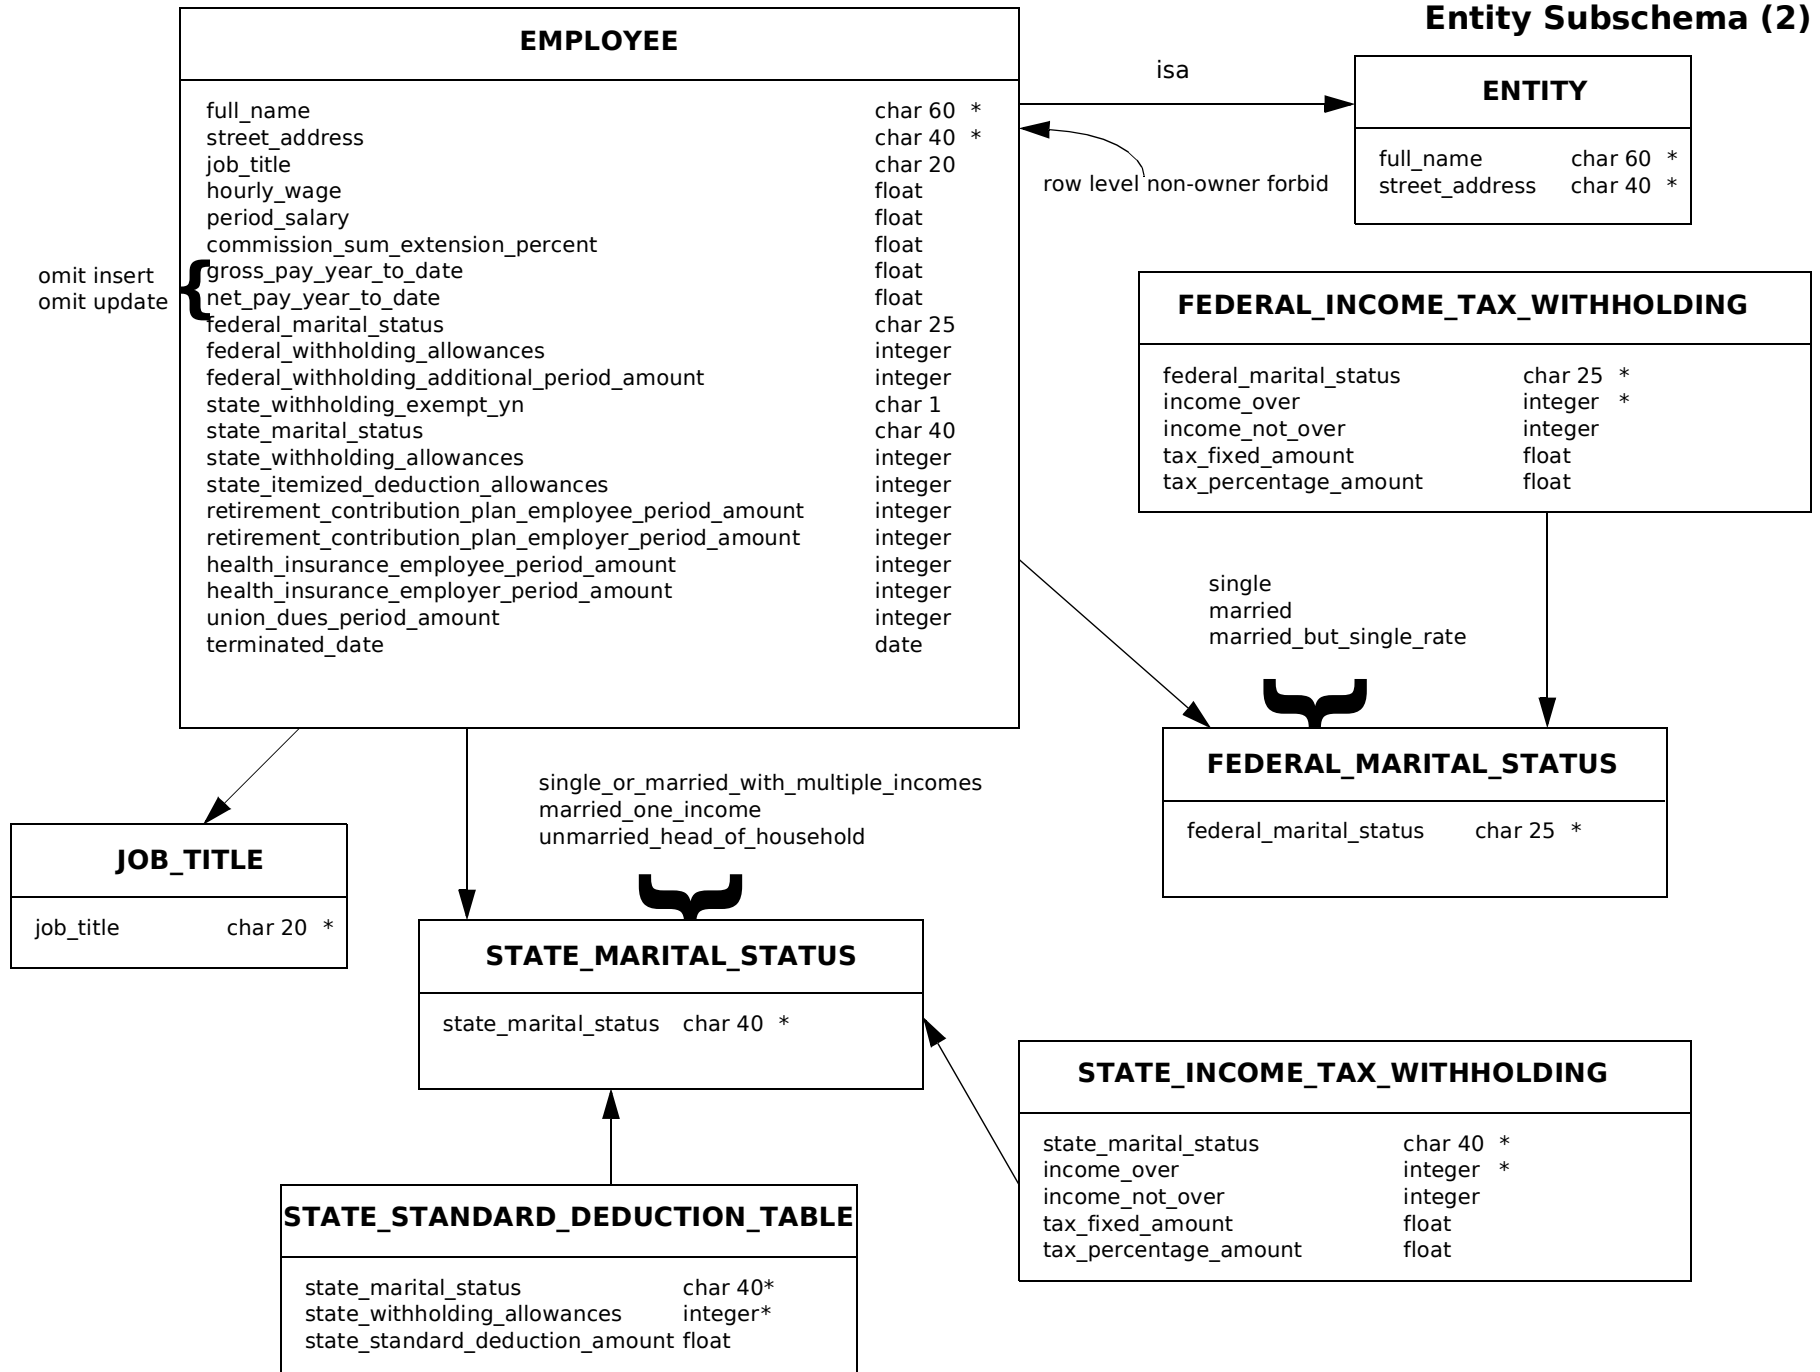 Entity Subschema (2)
EMPLOYEE
full_name char 60 *
street_address char 40 *
job_title char 20
hourly_wage float
period_salary float
commission_sum_extension_percent float
gross_pay_year_to_date float
net_pay_year_to_date float
federal_marital_status char 25
federal_withholding_allowances integer
federal_withholding_additional_period_amount integer
state_withholding_exempt_yn char 1
state_marital_status char 40
state_withholding_allowances integer
state_itemized_deduction_allowances integer
retirement_contribution_plan_employee_period_amount integer
retirement_contribution_plan_employer_period_amount integer
health_insurance_employee_period_amount integer
health_insurance_employer_period_amount integer
union_dues_period_amount integer
terminated_date date
omit insert
omit update
{
isa
row level non-owner forbid
ENTITY
full_name char 60 *
street_address char 40 *
FEDERAL_INCOME_TAX_WITHHOLDING
federal_marital_status char 25 *
income_over integer *
income_not_over integer
tax_fixed_amount float
tax_percentage_amount float
single
married
married_but_single_rate
}
FEDERAL_MARITAL_STATUS
federal_marital_status char 25 *
JOB_TITLE
job_title char 20 *
single_or_married_with_multiple_incomes
married_one_income
unmarried_head_of_household
}
STATE_MARITAL_STATUS
state_marital_status char 40 *
STATE_INCOME_TAX_WITHHOLDING
state_marital_status char 40 *
income_over integer *
income_not_over integer
tax_fixed_amount float
tax_percentage_amount float
STATE_STANDARD_DEDUCTION_TABLE
state_marital_status char 40*
state_withholding_allowances integer*
state_standard_deduction_amount float